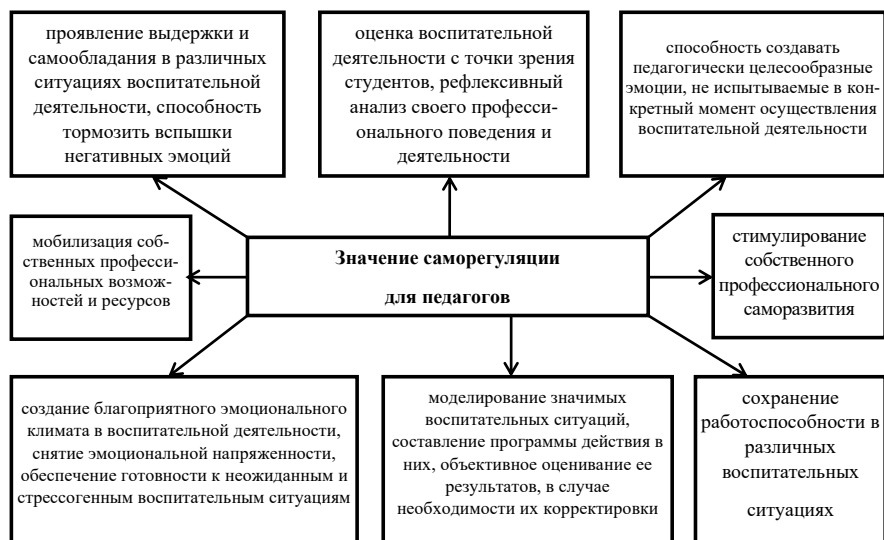 проявление выдержки и
самообладания в различных
ситуациях воспитательной
деятельности, способность
тормозить вспышки
негативных эмоций
оценка воспитательной
деятельности с точки зрения
студентов, рефлексивный
анализ своего професси-
онального поведения и
деятельности
способность создавать
педагогически целесообразные
эмоции, не испытываемые в кон-
кретный момент осуществления
воспитательной деятельности
мобилизация соб-
ственных професси-
ональных возмож-
ностей и ресурсов
Значение саморегуляции
для педагогов
стимулирование
собственного
профессионального
саморазвития
создание благоприятного эмоционального
климата в воспитательной деятельности,
снятие эмоциональной напряженности,
обеспечение готовности к неожиданным и
стрессогенным воспитательным ситуациям
моделирование значимых
воспитательных ситуаций,
составление программы действия в
них, объективное оценивание ее
результатов, в случае
необходимости их корректировки
сохранение
работоспособности в
различных
воспитательных
ситуациях